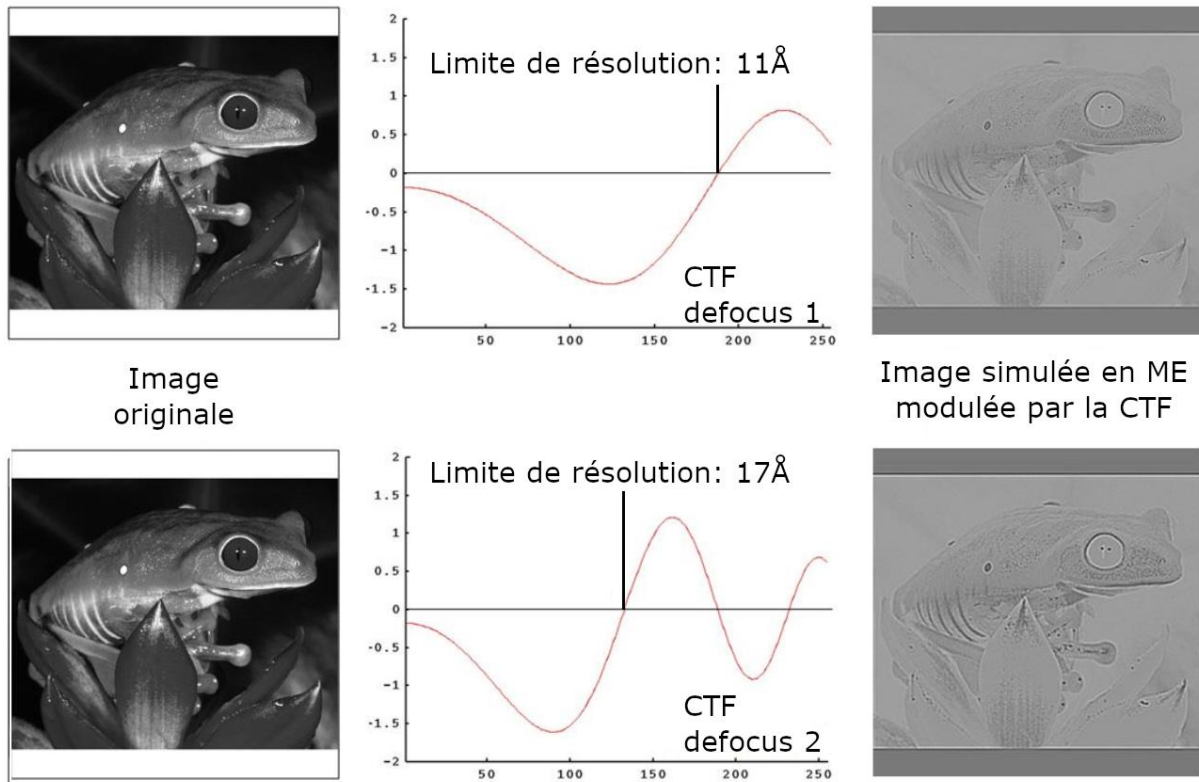 2
1.5
Limite de résolution: 11Å
1
0.5
0
-0.5
-1
CTF
-1.5
defocus 1
-2
50 100 150 200 250
Image
originale
Image simulée en ME
modulée par la CTF
2
Limite de résolution: 17Å
1.5
1
0.5
0
-0.5
-1
CTF
-1.5
defocus 2
-2
50 100 150 200 250